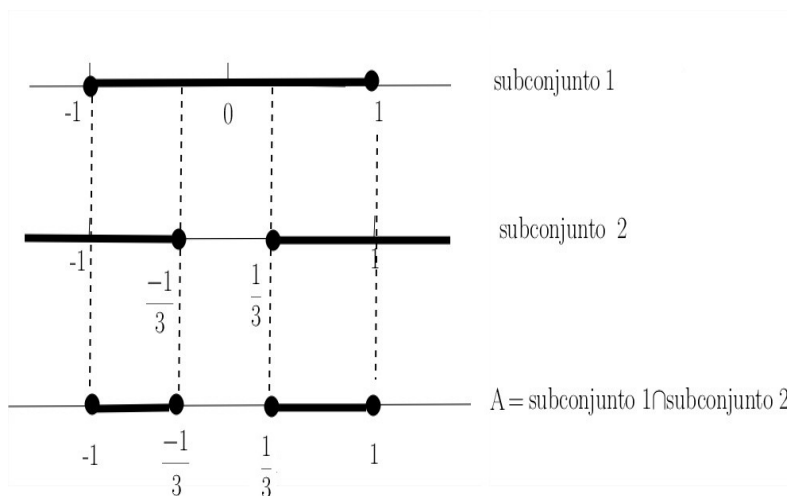 subconjunto 1
-1 0 1
subconjunto 2
-1 1
−1/3 1/3
A = subconjunto 1∩subconjunto 2
-1 −1/3 1/3 1